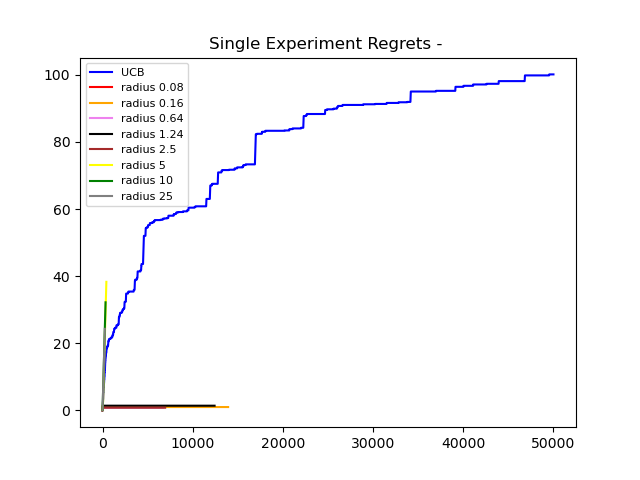 Single Experiment Regrets -
UCB
radius 0.08
radius 0.16
radius 0.64
radius 1.24
radius 2.5
radius 5
radius 10
radius 25
100
80
60
40
20
0
0 10000 20000 30000 40000 50000